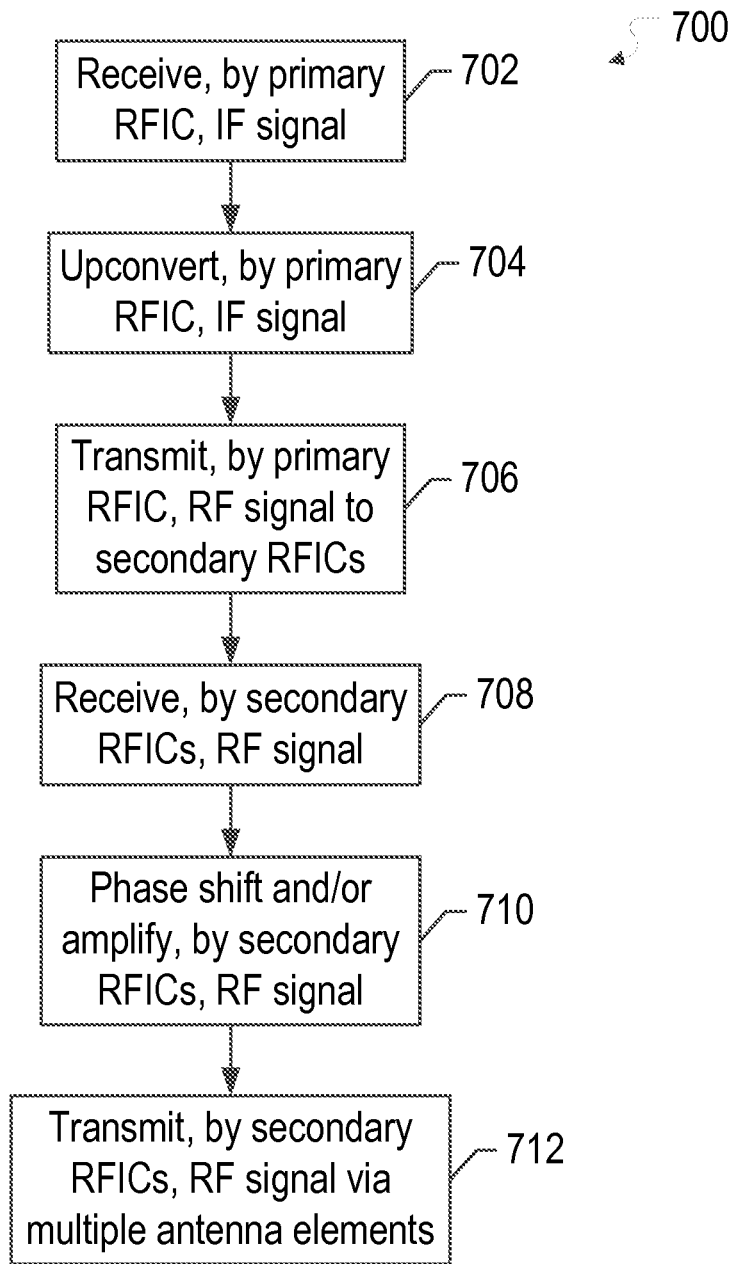 700
Receive, by primary
RFIC, IF signal
702
Upconvert, by primary
RFIC, IF signal
704
Transmit, by primary
RFIC, RF signal to
secondary RFICs
706
Receive, by secondary
RFICs, RF signal
708
Phase shift and/or
amplify, by secondary
RFICs, RF signal
710
Transmit, by secondary
RFICs, RF signal via
multiple antenna elements
712